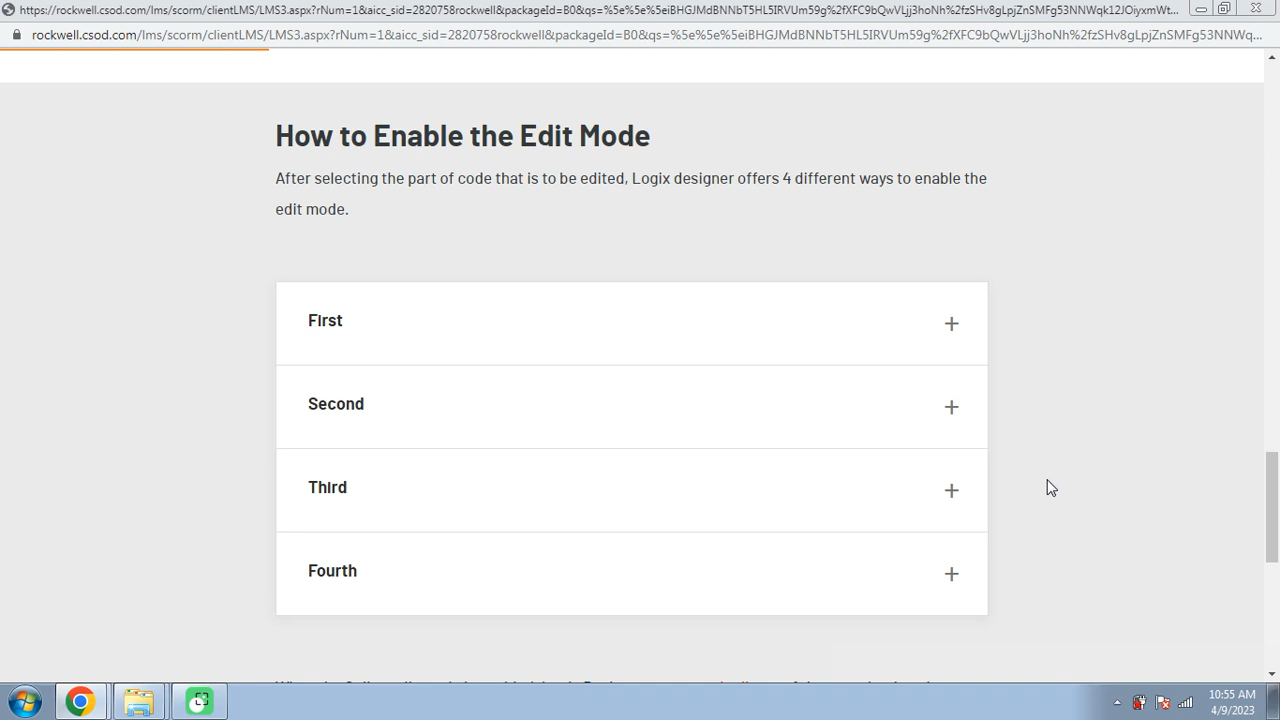 https://rockwell.csod.com/lms/scorm/clientLMS/LMS3.aspx?rNum=1&aicc_sid=2820758rockwell&packageId=B0&qs=%5e%5e%5eiBHGJMdBNNbT5HL5IRVUm59g%2fXFC9bQwVLjj3hoNh%2fzSHv8gLpjZnSMFg53NNWqk12JOiyxmWt...
rockwell.csod.com/lms/scorm/clientLMS/LMS3.aspx?rNum=1&aicc_sid=2820758rockwell&packageId=B0&qs=%5e%5e%5eiBHGJMdBNNbT5HL5IRVUm59g%2fXFC9bQwVLjj3hoNh%2fzSHv8gLpjZnSMFg53NNWq...
How to Enable the Edit Mode
After selecting the part of code that is to be edited, Logix designer offers 4 different ways to enable the
edit mode.
First
Second
Third
Fourth
10:55 AM
4/9/2023